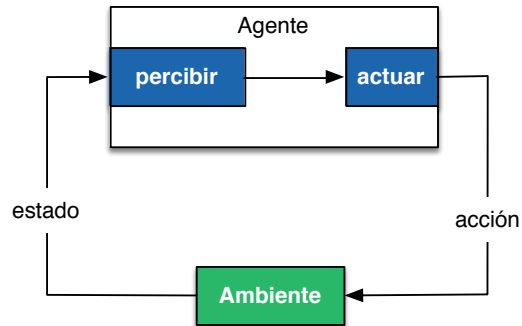 Agente
percibir
actuar
estado
acción
Ambiente